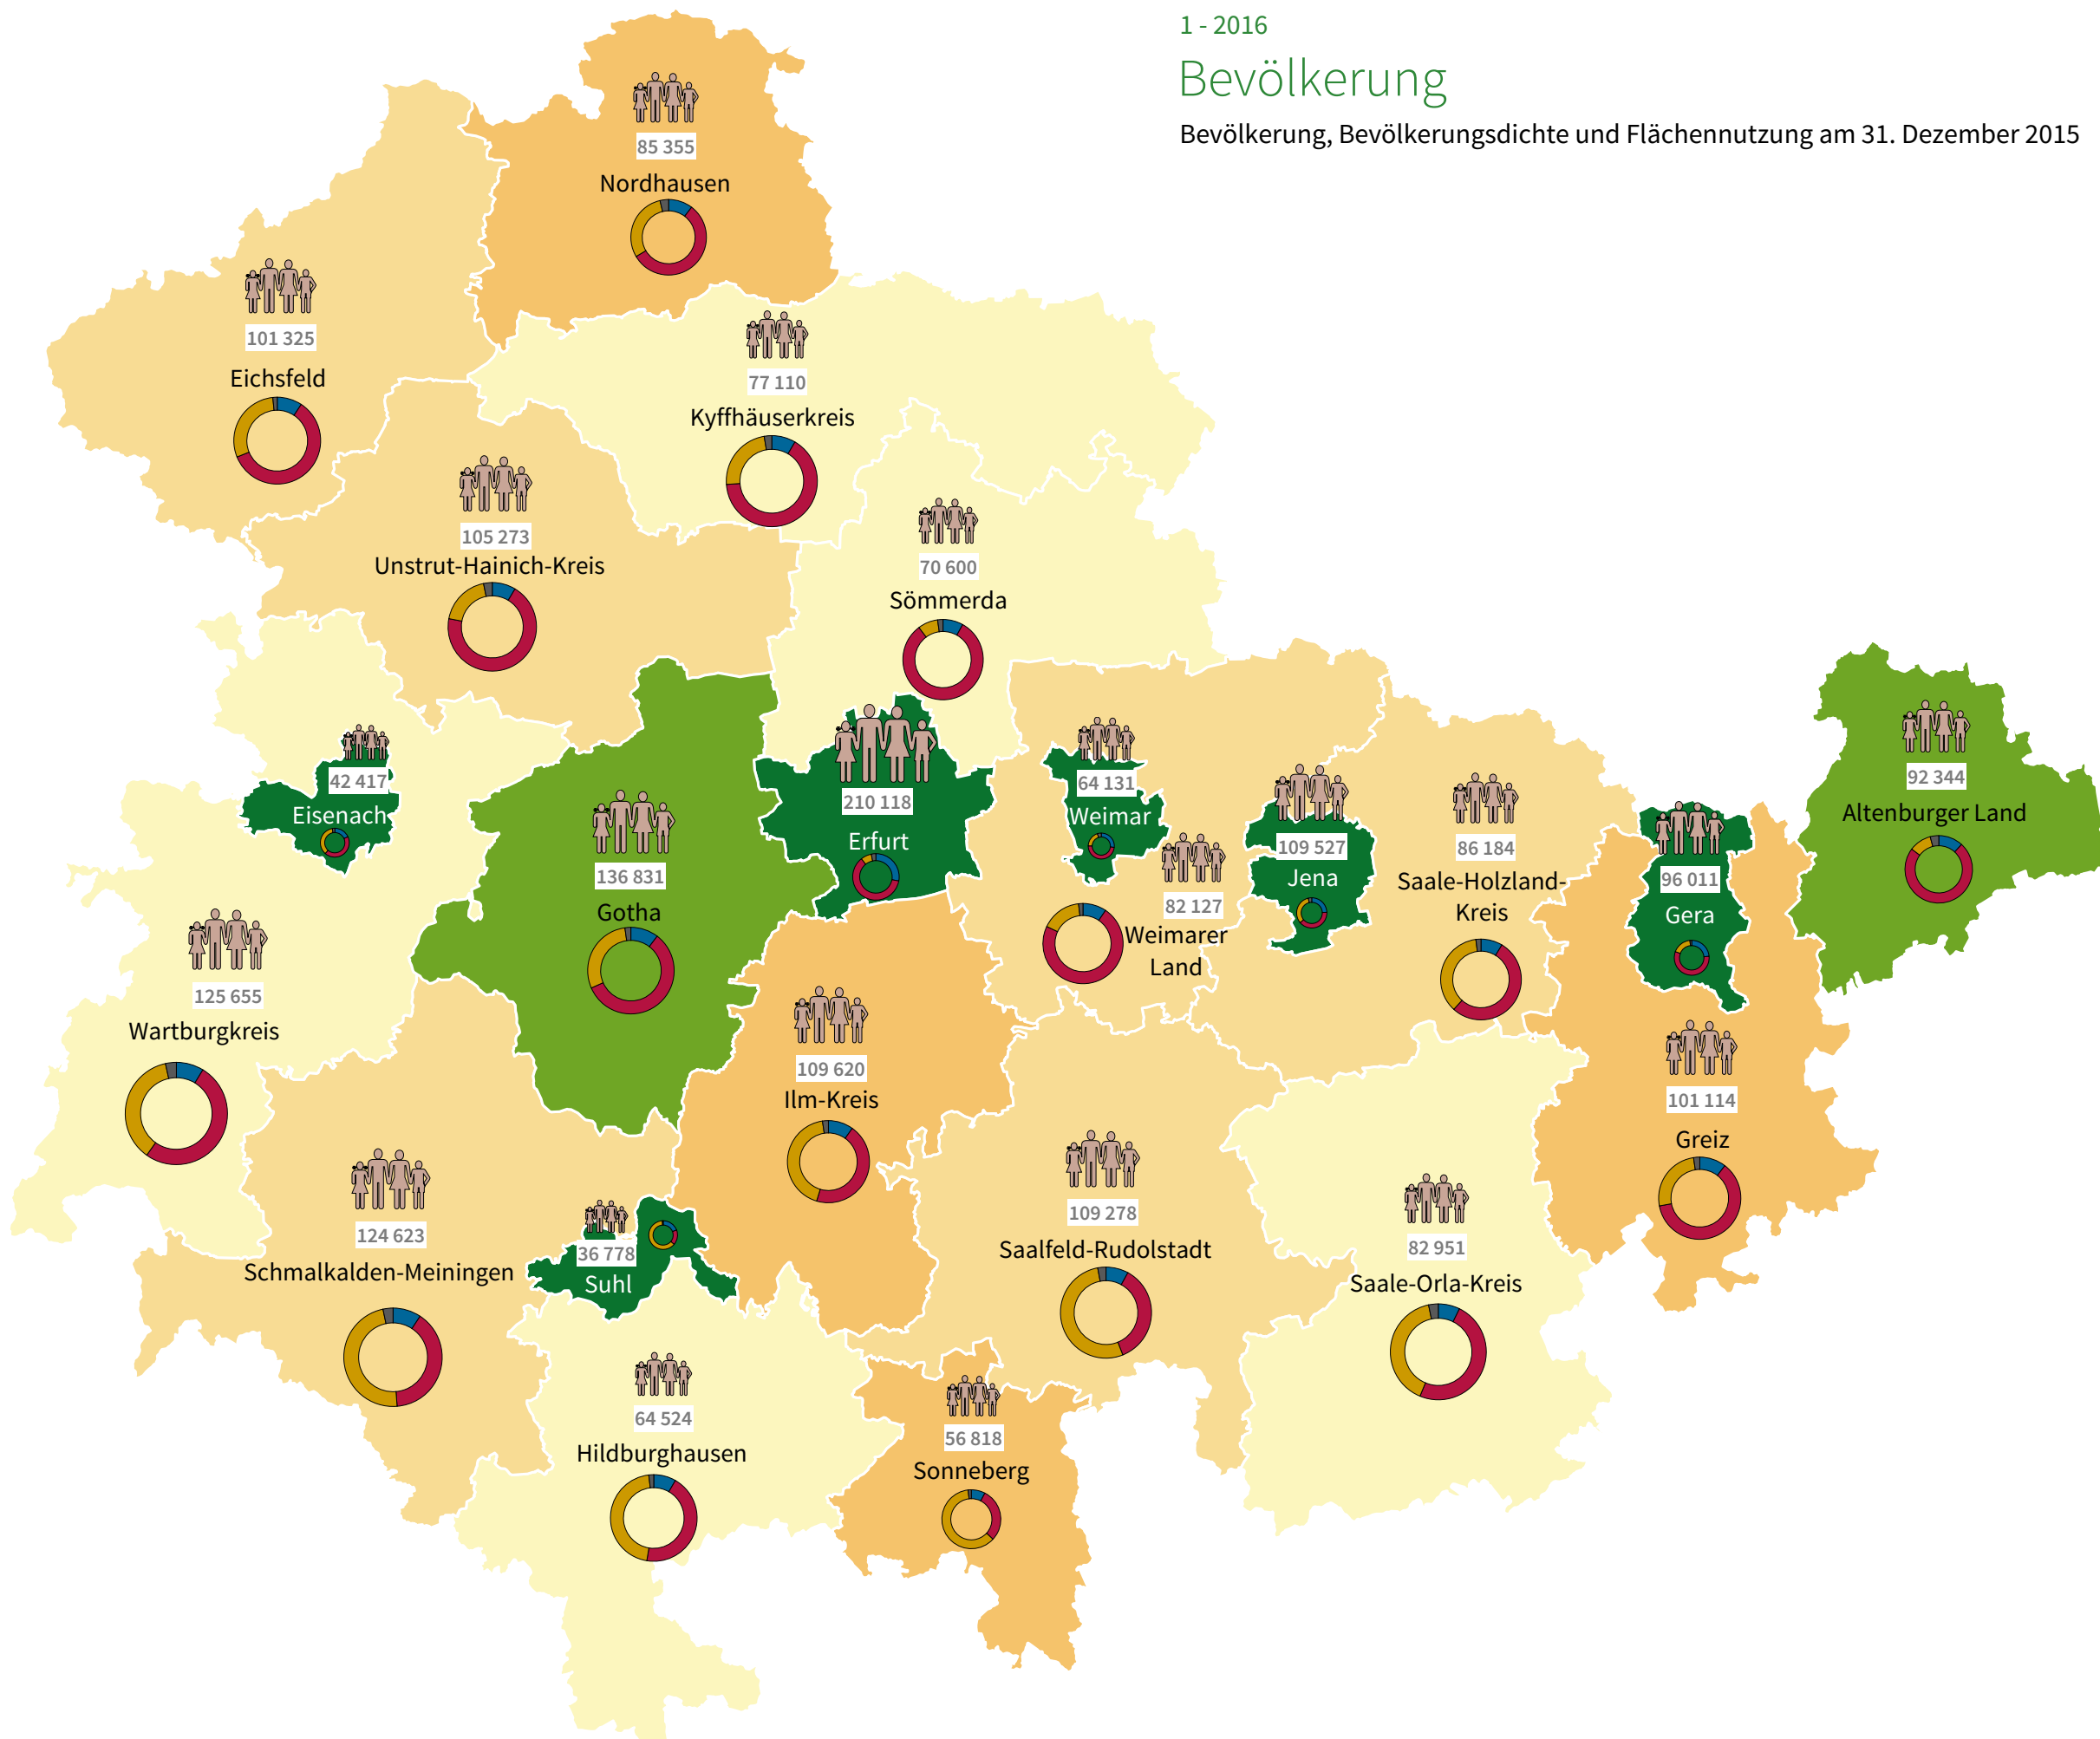 1 - 2016
Bevölkerung
Bevölkerung, Bevölkerungsdichte und Flächennutzung am 31. Dezember 2015
85 355
Nordhausen
101 325
Eichsfeld
77 110
Kyffhäuserkreis
105 273
Unstrut-Hainich-Kreis
70 600
Sömmerda
42 417
Eisenach
136 831
Gotha
210 118
Erfurt
64 131
Weimar
82 127
Weimarer
Land
109 527
Jena
86 184
Saale-Holzland-
Kreis
96 011
Gera
92 344
Altenburger Land
125 655
Wartburgkreis
109 620
Ilm-Kreis
101 114
Greiz
124 623
Schmalkalden-Meiningen
36 778
Suhl
109 278
Saalfeld-Rudolstadt
82 951
Saale-Orla-Kreis
64 524
Hildburghausen
56 818
Sonneberg